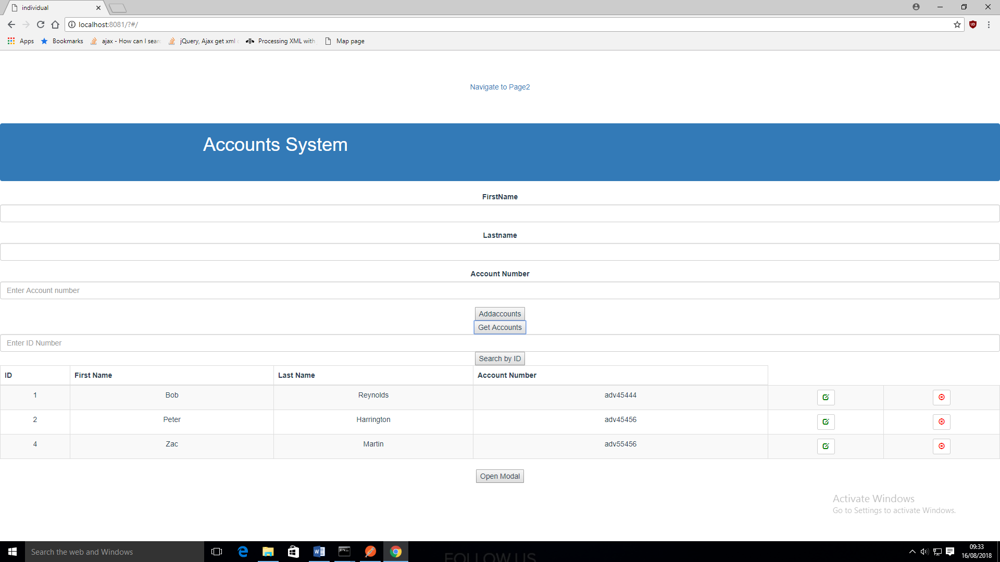 individual
localhost:8081/?#/
Apps Bookmarks ajax - How can I sear jQuery, Ajax get xml Processing XML with Map page
Navigate to Page2
Accounts System
FirstName
Lastname
Account Number
Enter Account number
Addaccounts
Get Accounts
Enter ID Number
Search by ID
ID First Name Last Name Account Number
1 Bob Reynolds adv45444
2 Peter Harrington adv45456
4 Zac Martin adv55456
Open Modal
Activate Windows
Go to Settings to activate Windows.
Search the web and Windows
FOLLOW US
09:33
16/08/2018